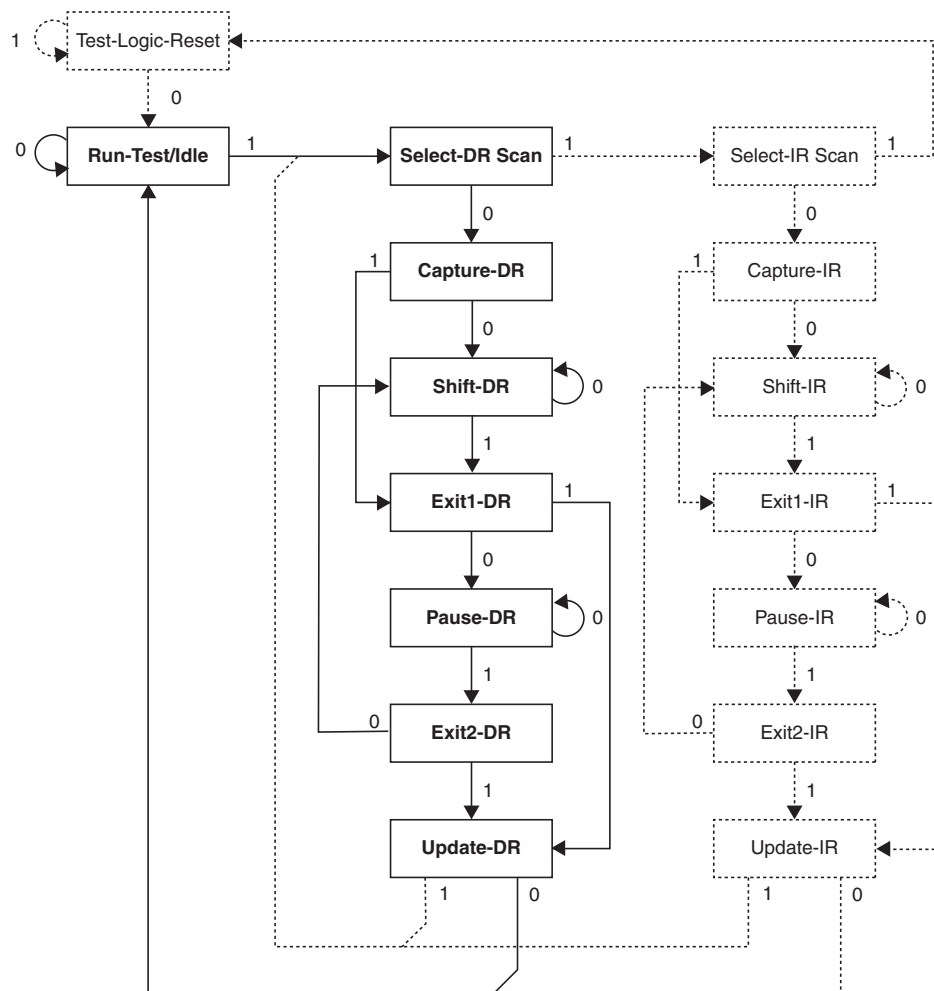 1 Test-Logic-Reset
0
0 Run-Test/Idle 1 Select-DR Scan 1 Select-IR Scan 1
0 0
1 Capture-DR 1 Capture-IR
0 0
Shift-DR 0 Shift-IR 0
1 1
Exit1-DR 1 Exit1-IR 1
0 0
Pause-DR 0 Pause-IR 0
1 1
0 Exit2-DR 0 Exit2-IR
1 1
Update-DR Update-IR
1 0 1 0